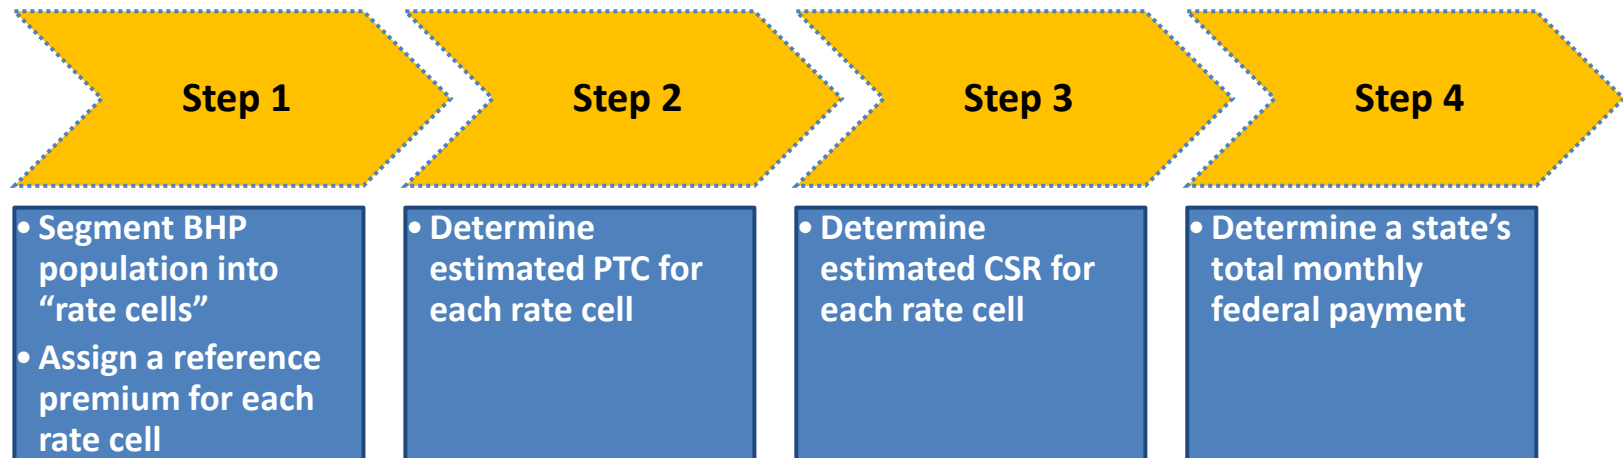 Step 1
• Segment BHP
population into
“rate cells”
• Assign a reference
premium for each
rate cell
Step 2
• Determine
estimated PTC for
each rate cell
Step 3
• Determine
estimated CSR for
each rate cell
Step 4
• Determine a state’s
total monthly
federal payment